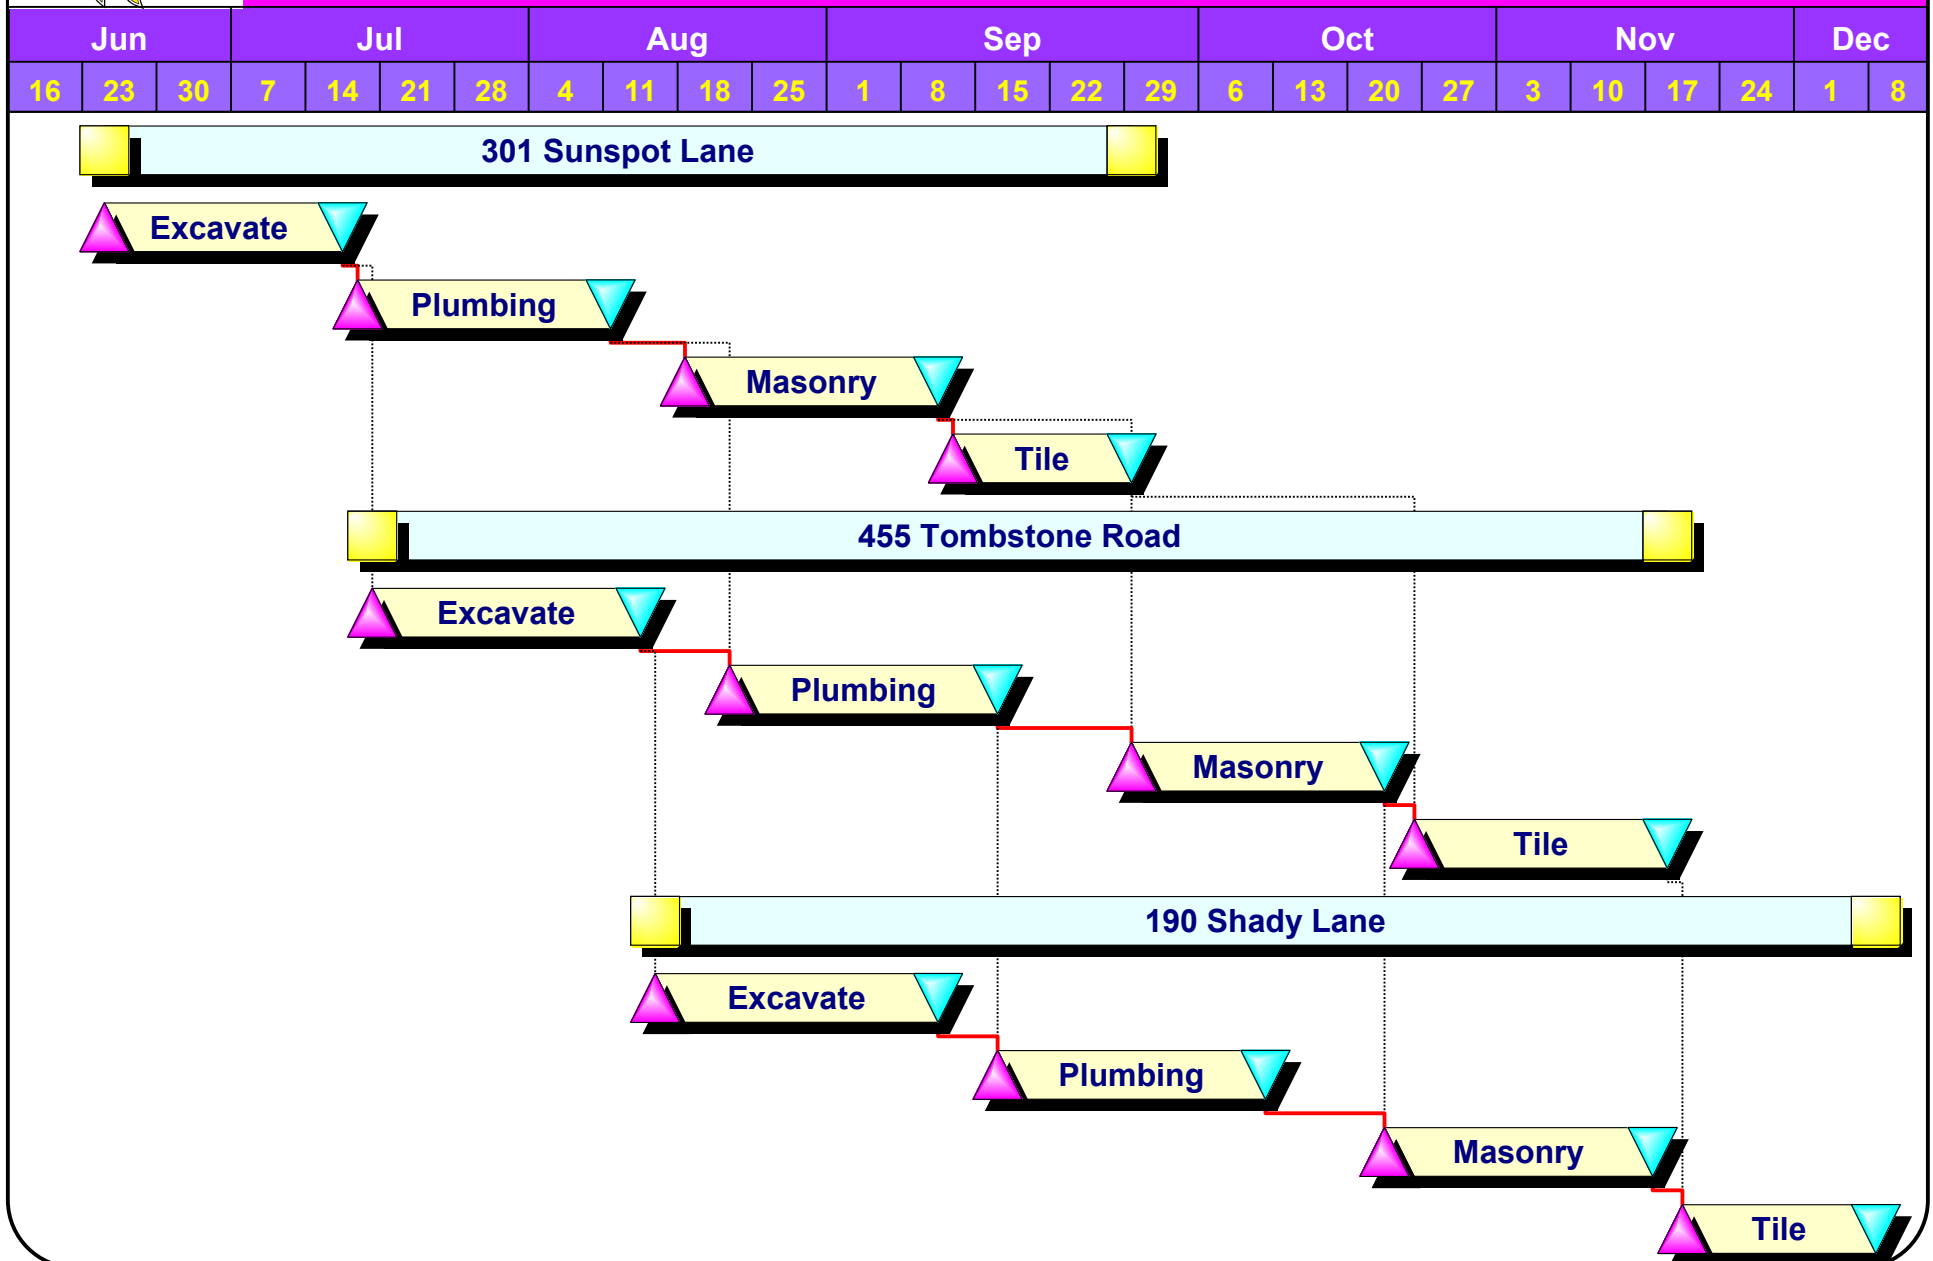 Jun Jul Aug Sep Oct Nov Dec
16 23 30 7 14 21 28 4 11 18 25 1 8 15 22 29 6 13 20 27 3 10 17 24 1 8
301 Sunspot Lane
Excavate
Plumbing
Masonry
Tile
455 Tombstone Road
Excavate
Plumbing
Masonry
Tile
190 Shady Lane
Excavate
Plumbing
Masonry
Tile